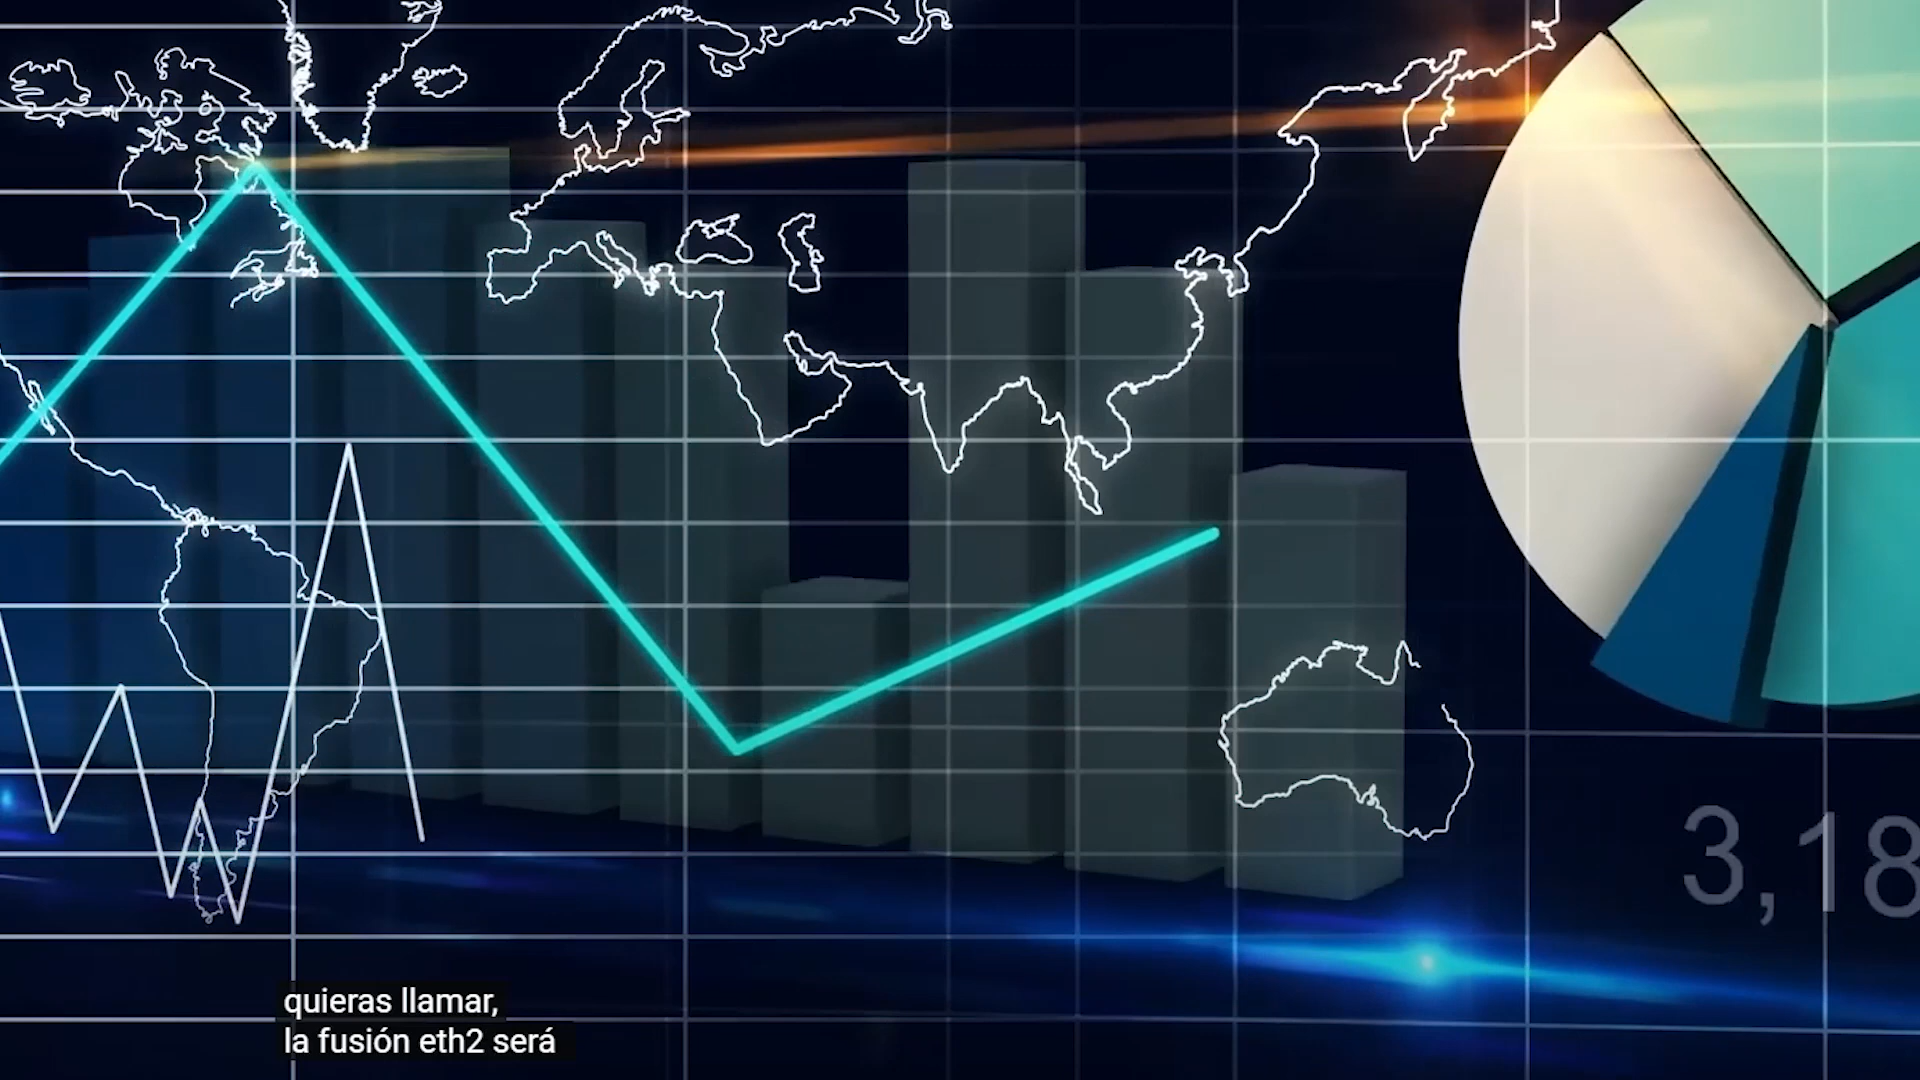 3,18
quieras llamar,
la fusión eth2 será